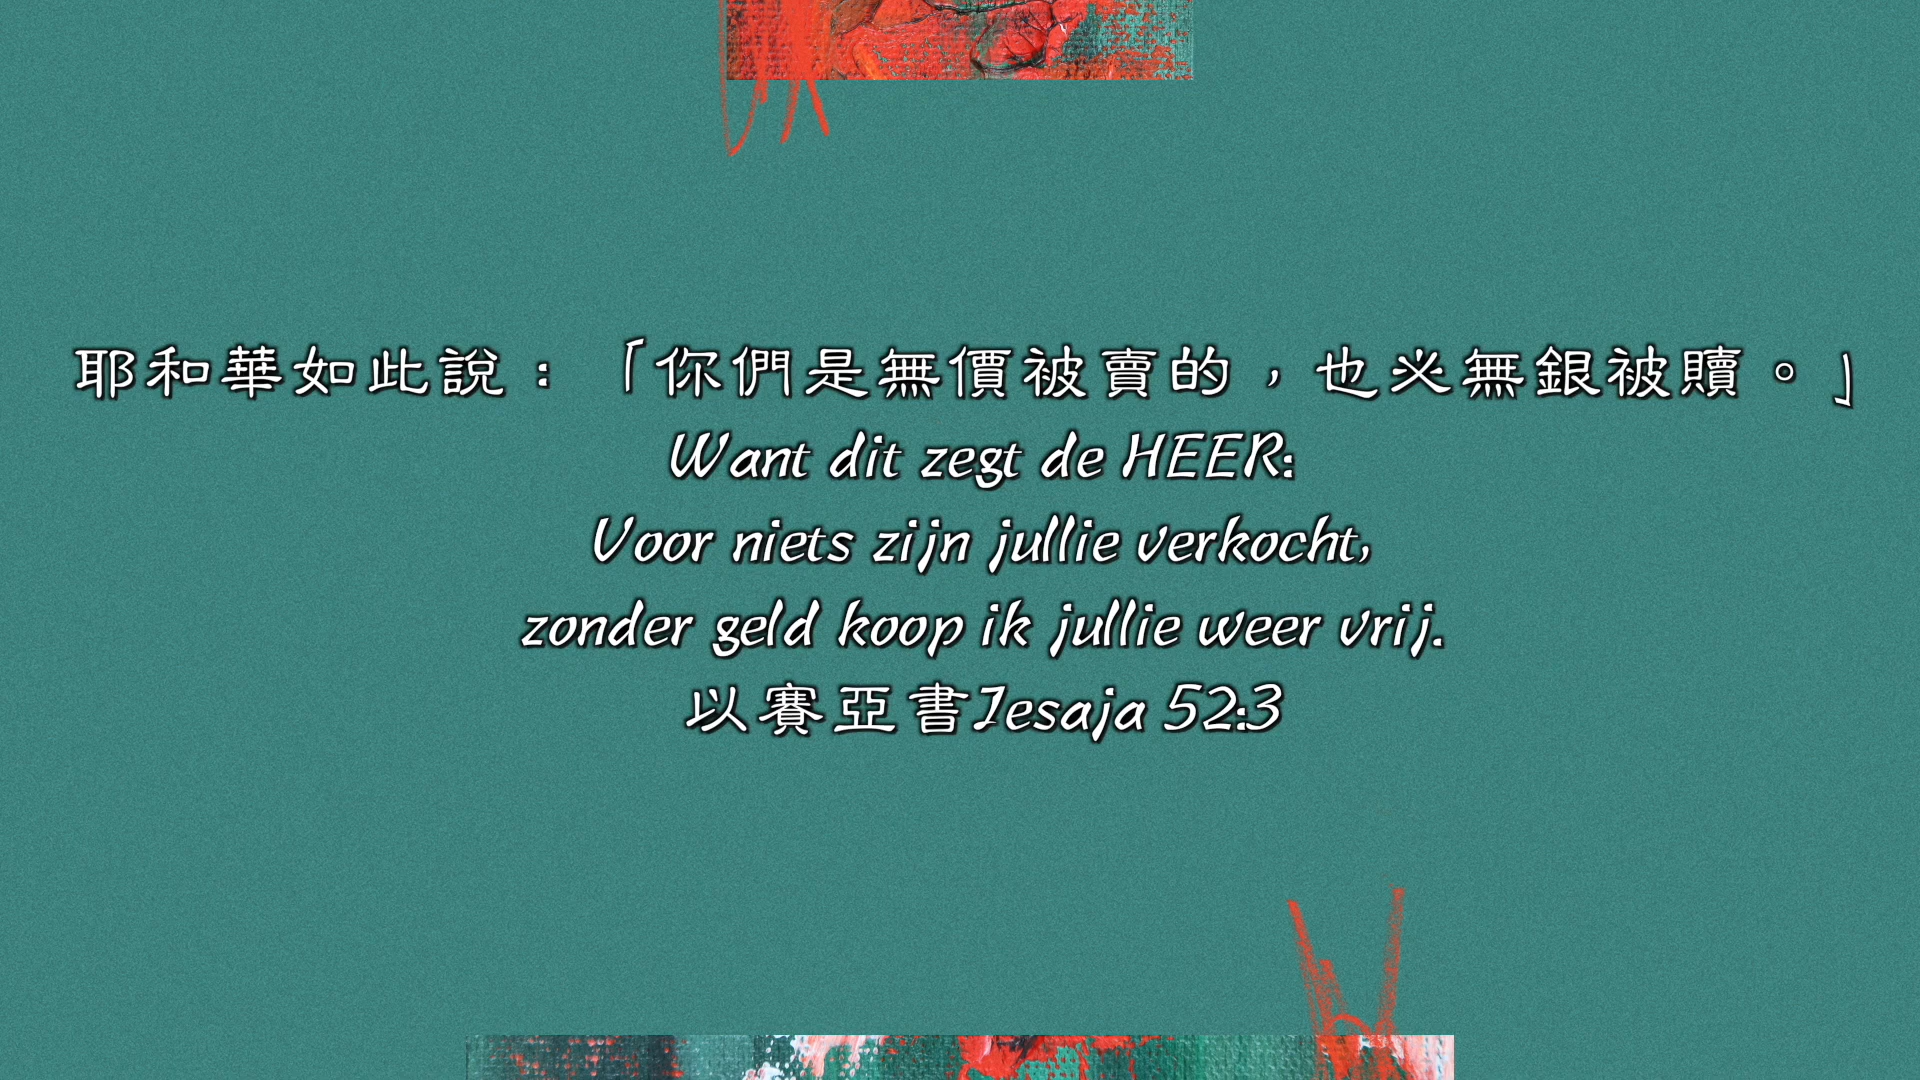 耶和華如此說：「你們是無價被賣的，也必無銀被贖。」
Want dit zegt de HEER:
Voor niets zijn jullie verkocht,
zonder geld koop ik jullie weer vrij.
以賽亞書Jesaja 52:3